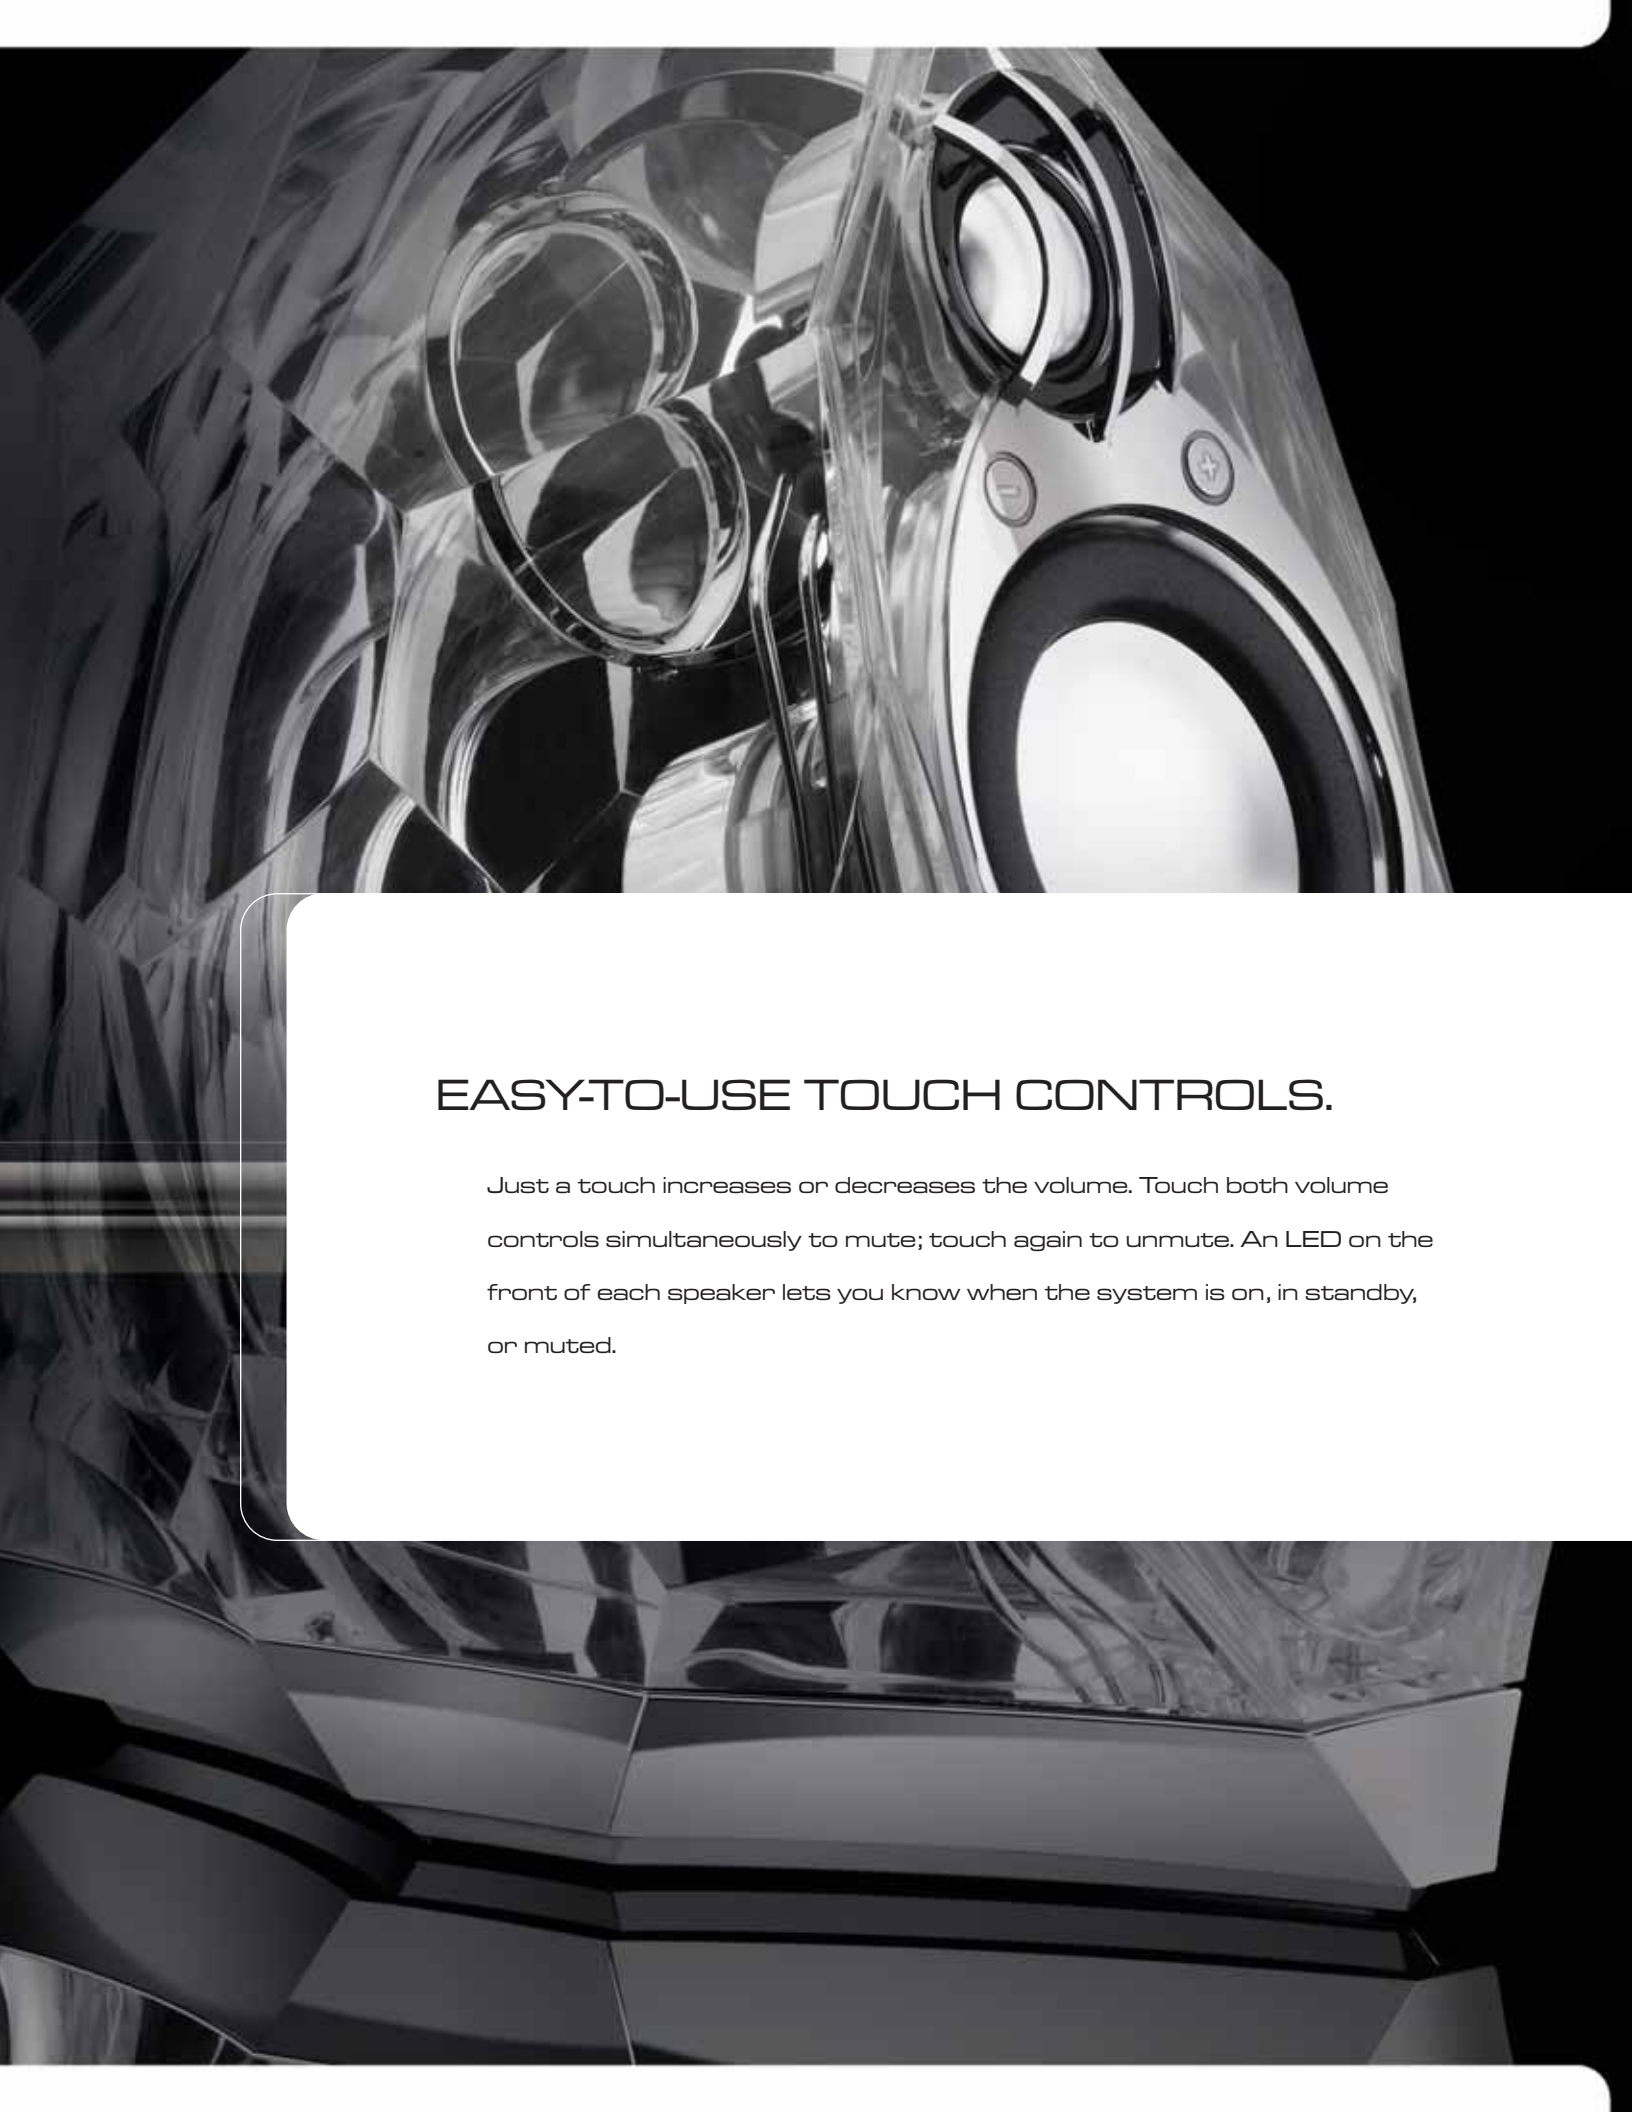 EASY-TO-USE TOUCH CONTROLS.
Just a touch increases or decreases the volume. Touch both volume
controls simultaneously to mute; touch again to unmute. An LED on the
front of each speaker lets you know when the system is on, in standby,
or muted.